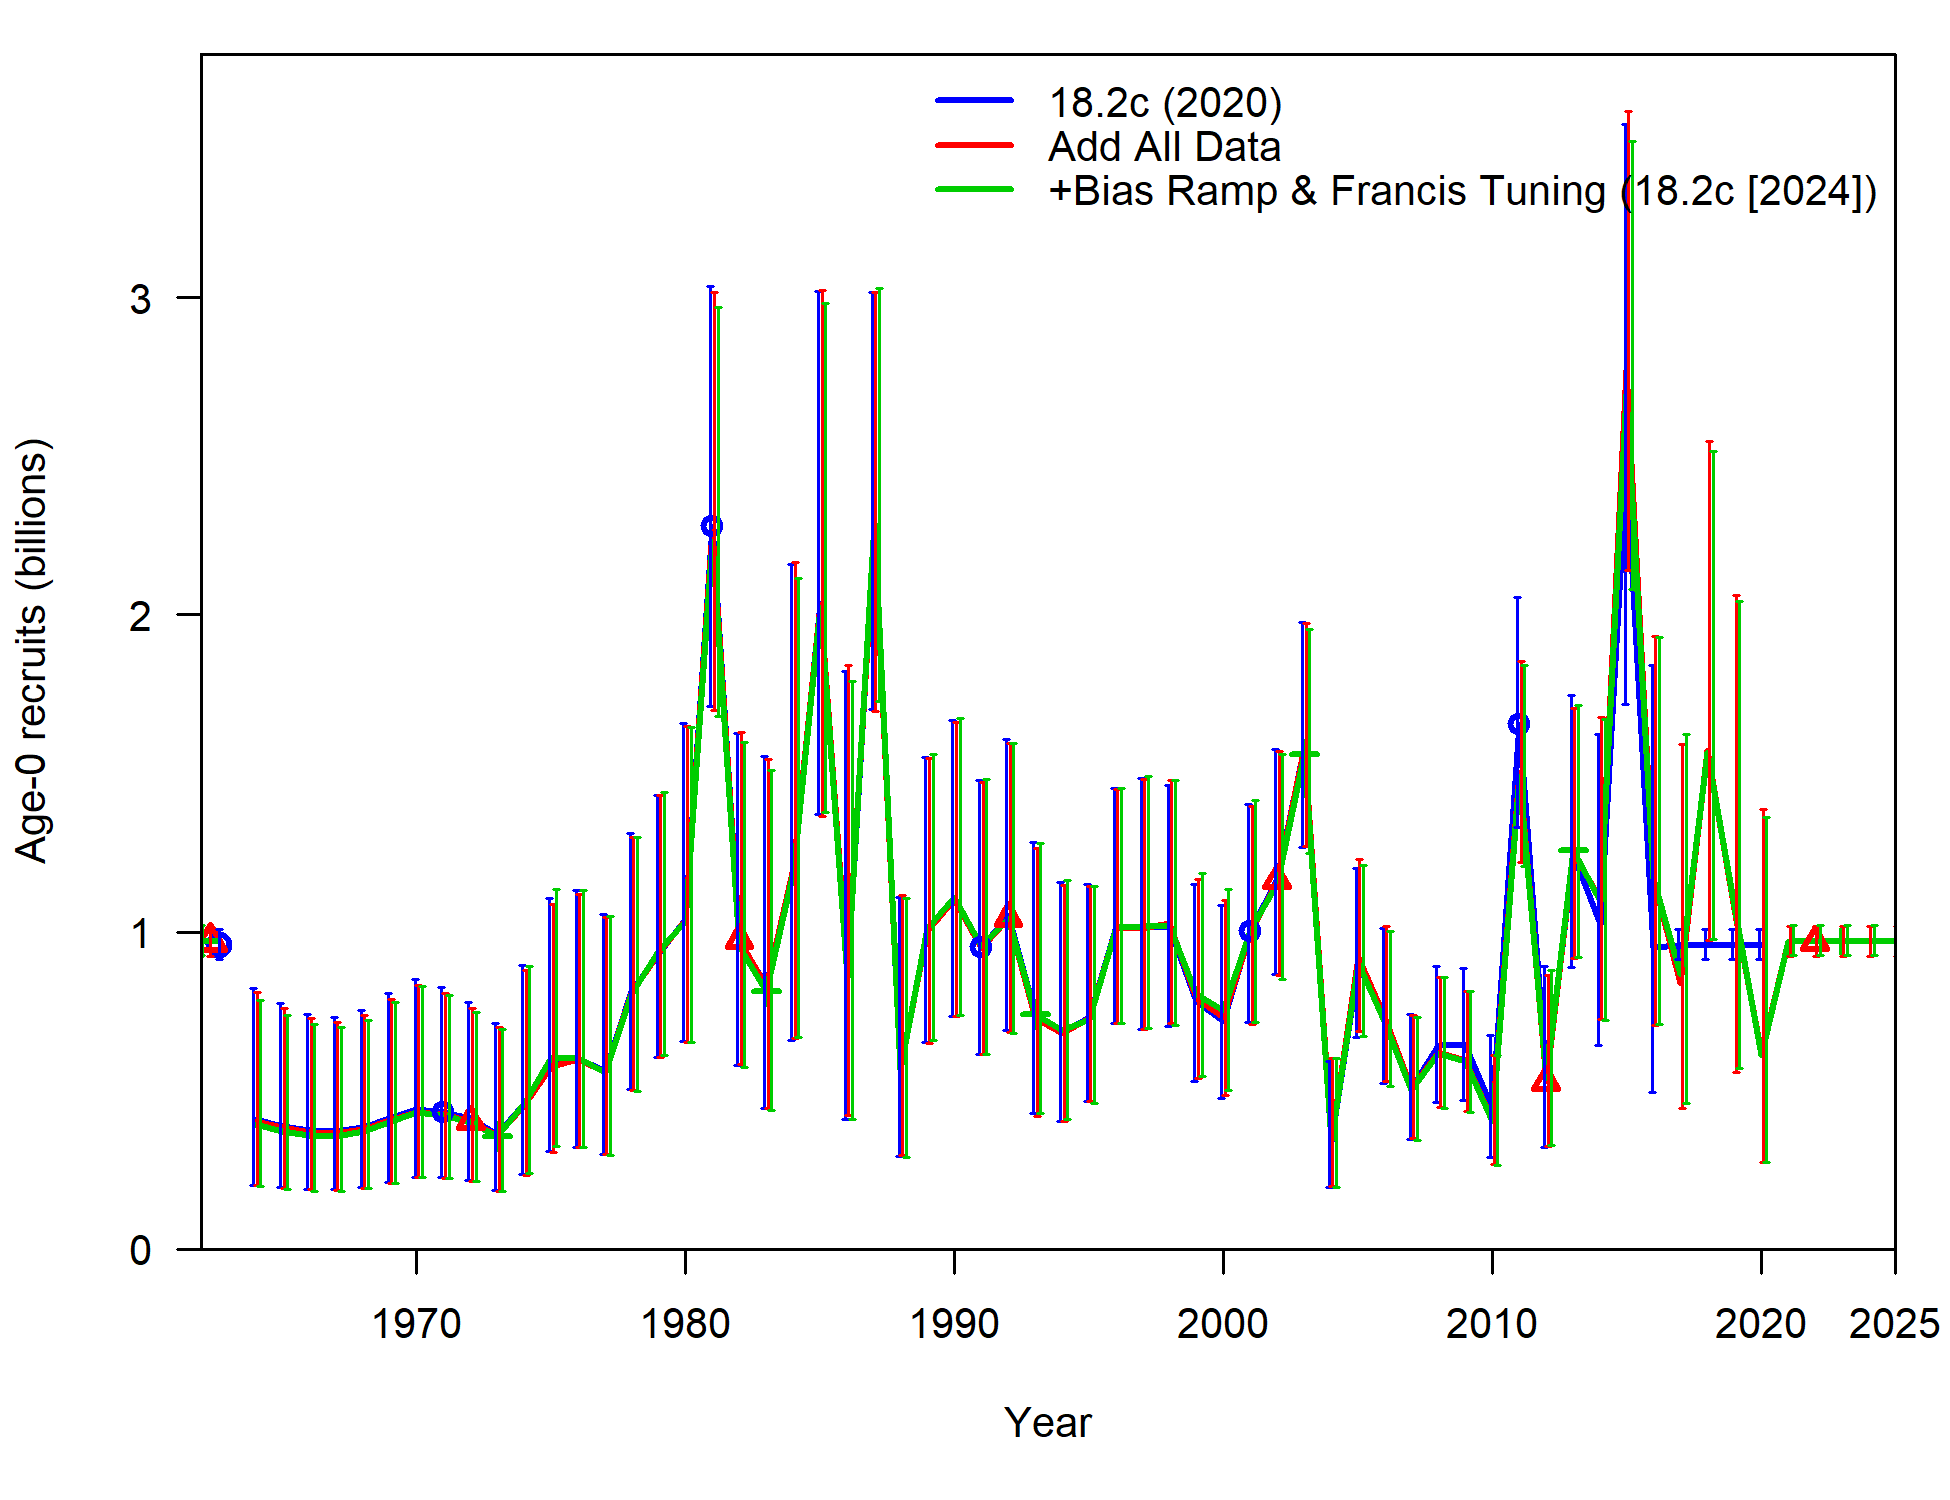 18.2c (2020)
Add All Data
+Bias Ramp & Francis Tuning (18.2c [2024])
Age-0 recruits (billions)
3
2
1
0
1970 1980 1990 2000 2010 2020 2025
Year